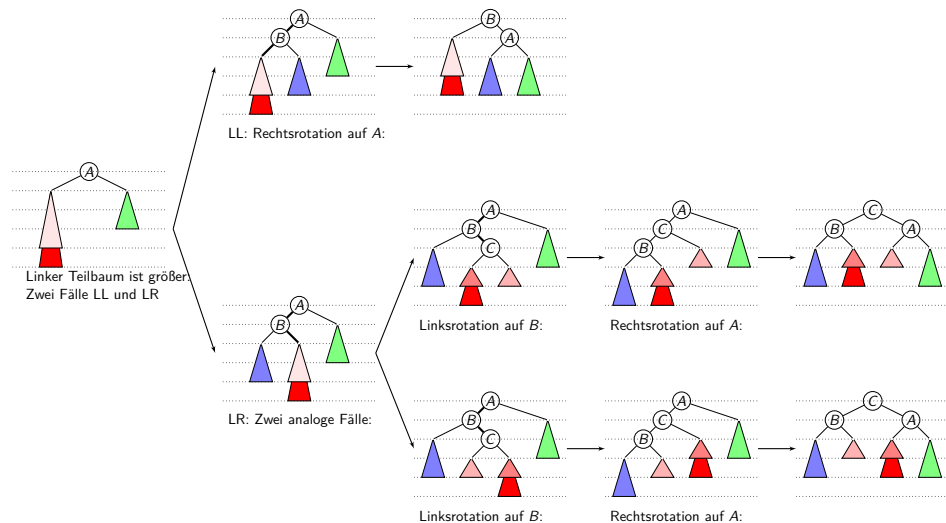 A
B
B
A
LL: Rechtsrotation auf A:
A
Linker Teilbaum ist größer.
Zwei Fälle LL und LR
A
B
C
A
C
B
C
B
A
Linksrotation auf B:
Rechtsrotation auf A:
A
B
LR: Zwei analoge Fälle:
A
B
C
A
C
B
C
B
A
Linksrotation auf B:
Rechtsrotation auf A: